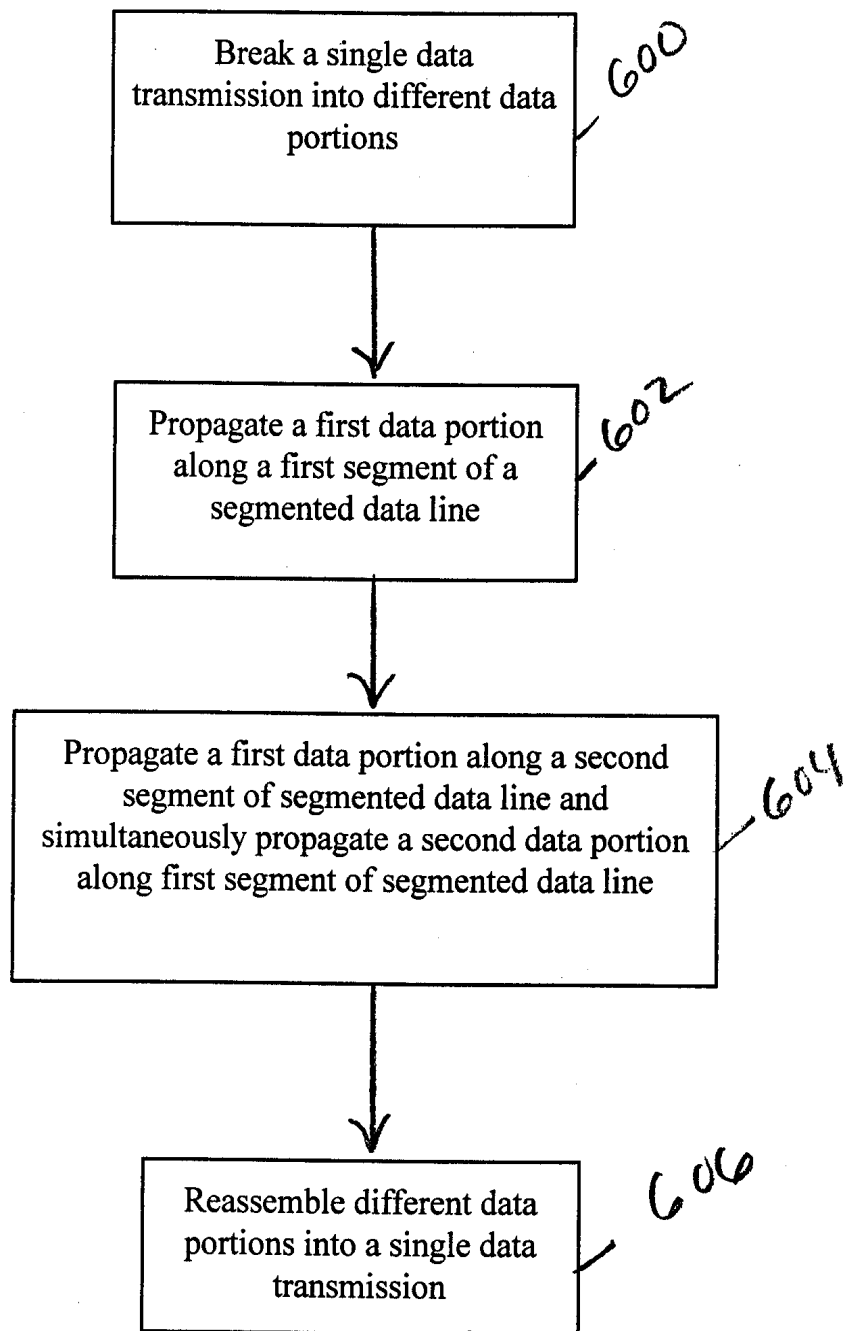 Break a single data
transmission into different data
portions
600
Propagate a first data portion
along a first segment of a
segmented data line
602
Propagate a first data portion along a second
segment of segmented data line and
simultaneously propagate a second data portion
along first segment of segmented data line
604
Reassemble different data
portions into a single data
transmission
606